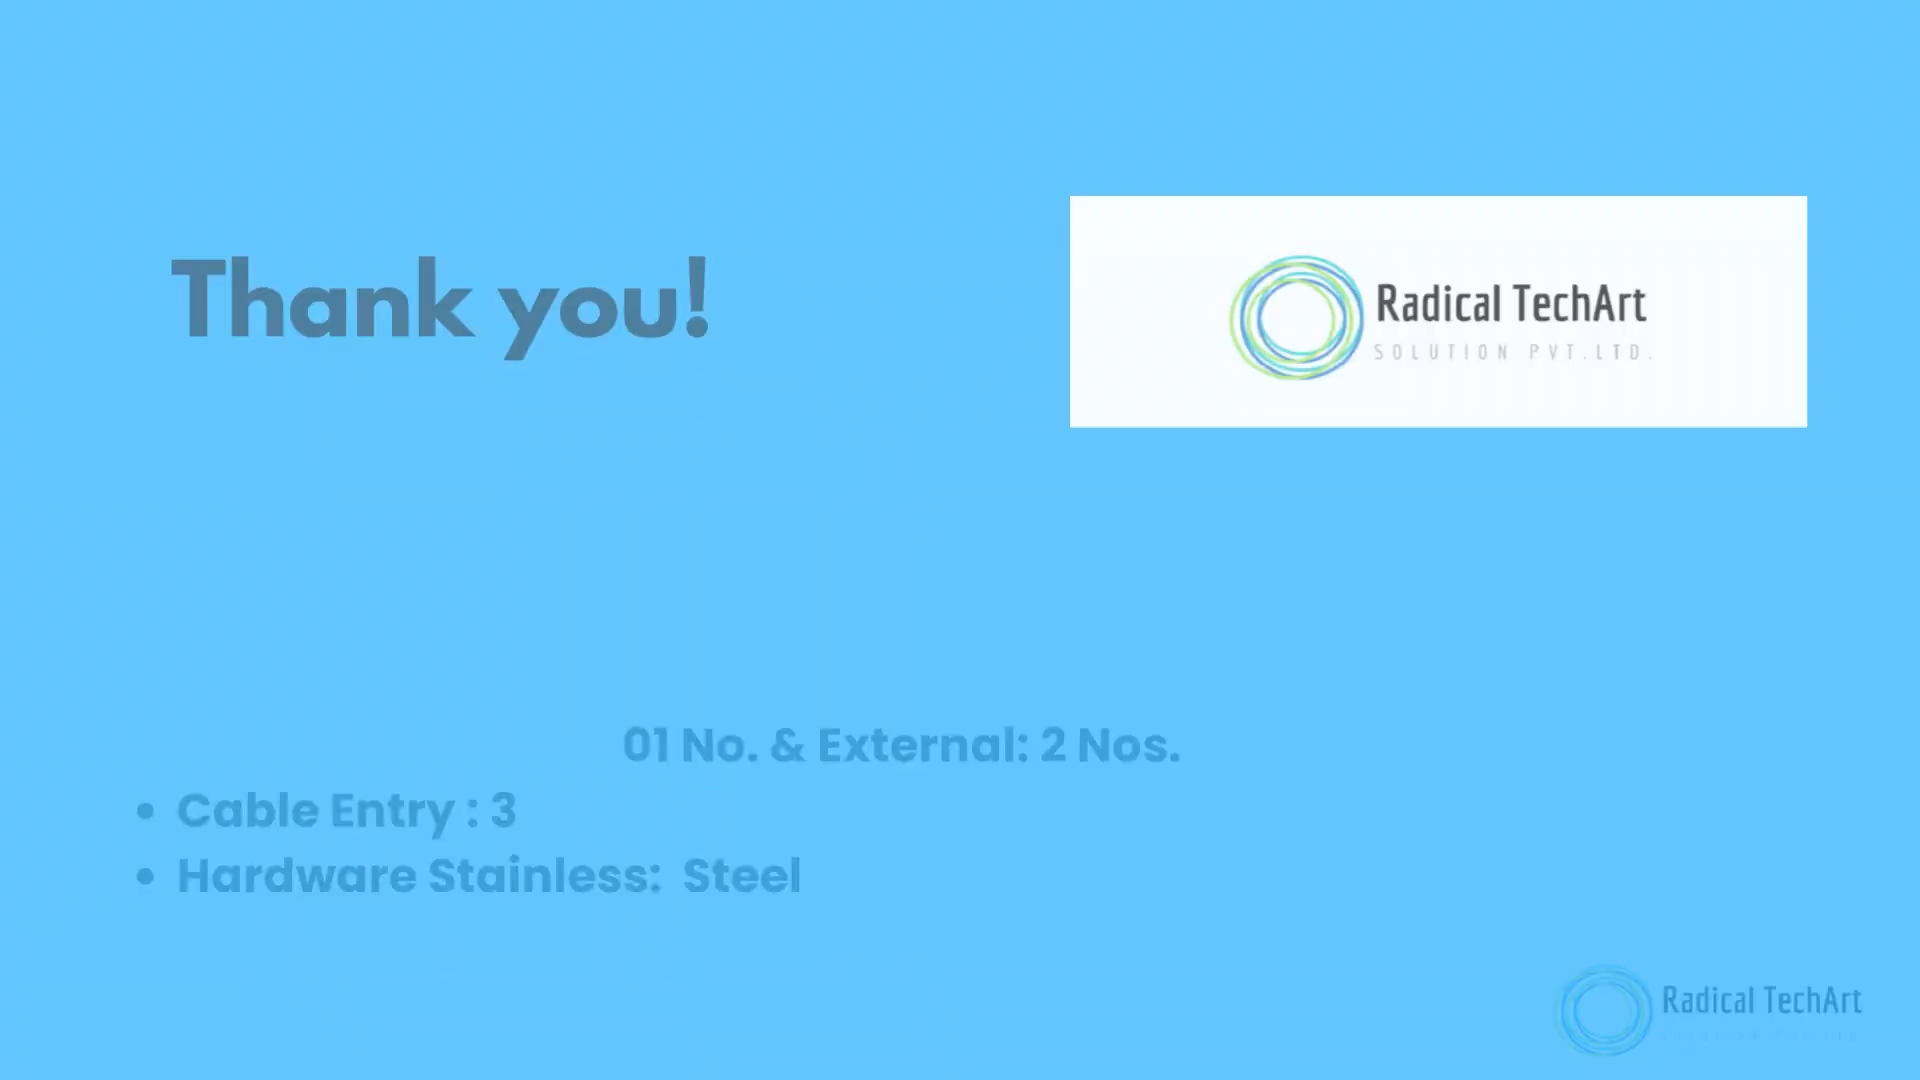 Thank you!
Radical TechArt
SOLUTION PVT.LTD.
01 No. & External: 2 Nos.
• Cable Entry : 3
• Hardware Stainless:  Steel
Radical TechArt